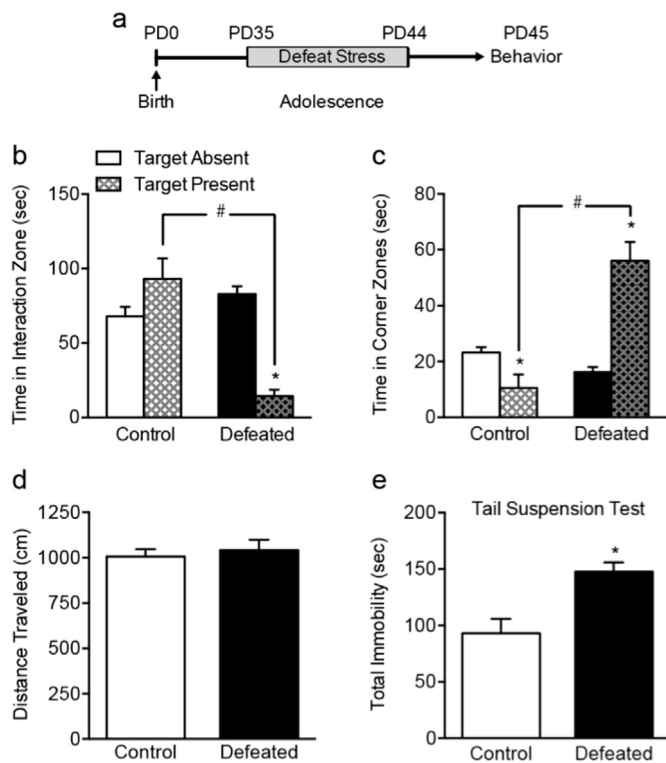 a
PD0 PD35 PD44 PD45
Defeat Stress Behavior
Birth Adolescence
b
Target Absent
Target Present
Time in Interaction Zone (sec)
150
100
50
0
#
*
Control Defeated
c
Time in Corner Zones (sec)
80
60
40
20
0
#
*
*
Control Defeated
d
Distance Traveled (cm)
1250
1000
750
500
250
0
Control Defeated
e
Tail Suspension Test
Total Immobility (sec)
200
150
100
50
0
*
Control Defeated